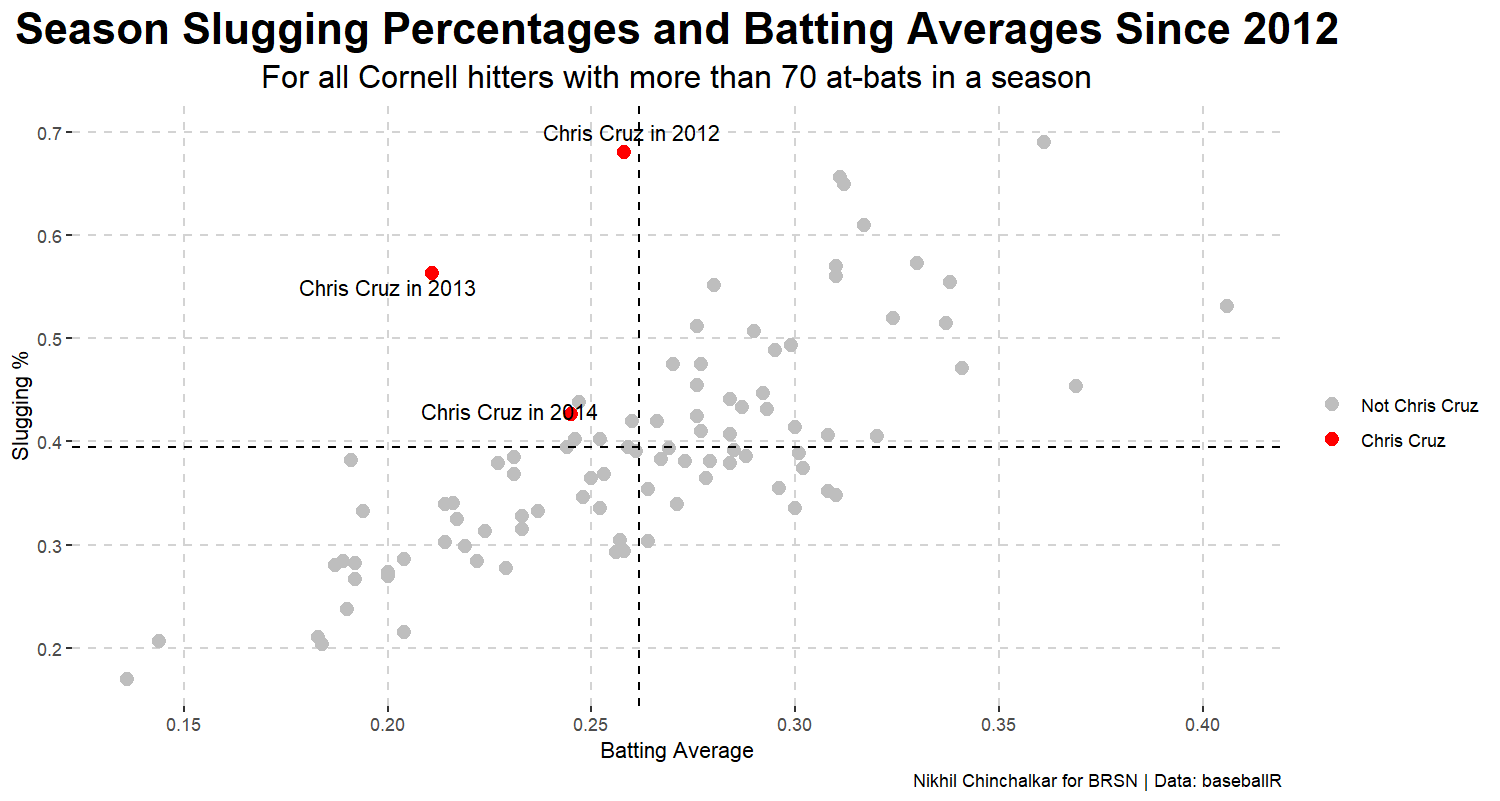 Season Slugging Percentages and Batting Averages Since 2012
For all Cornell hitters with more than 70 at-bats in a season
0.7
Chris Cruz in 2012
0.6
Chris Cruz in 2013
0.5
Slugging %
Chris Cruz in 2014
0.4
0.3
0.2
Not Chris Cruz
Chris Cruz
0.15
0.20
0.25
0.30
0.35
0.40
Batting Average
Nikhil Chinchalkar for BRSN | Data: baseballR